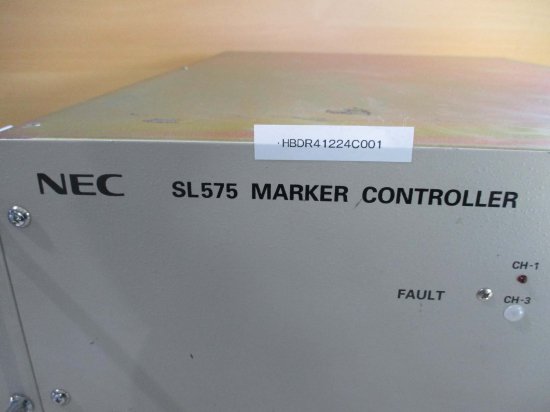 HBDR41224C001
NEC SL575 MARKER CONTROLLER
CH-1
FAULT
CH-3